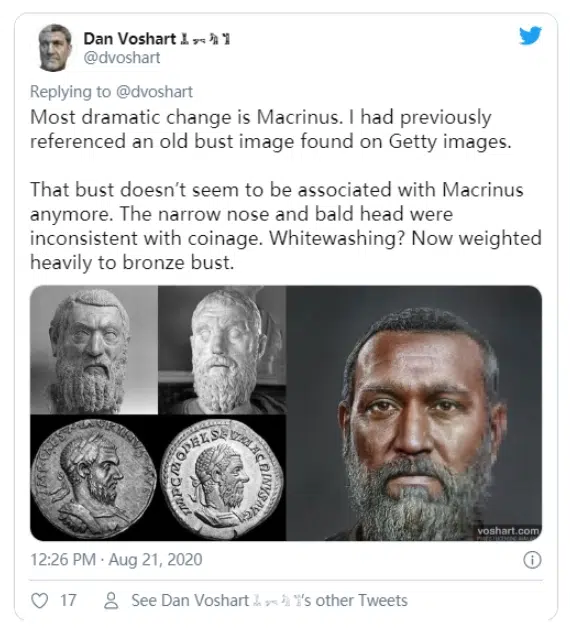 Dan Voshart
@dvoshart
Replying to @dvoshart
Most dramatic change is Macrinus. I had previously
referenced an old bust image found on Getty images.
That bust doesn't seem to be associated with Macrinus
anymore. The narrow nose and bald head were
inconsistent with coinage. Whitewashing? Now weighted
heavily to bronze bust.
voshart.com
12:26 PM · Aug 21, 2020
17
See Dan Voshart 's other Tweets